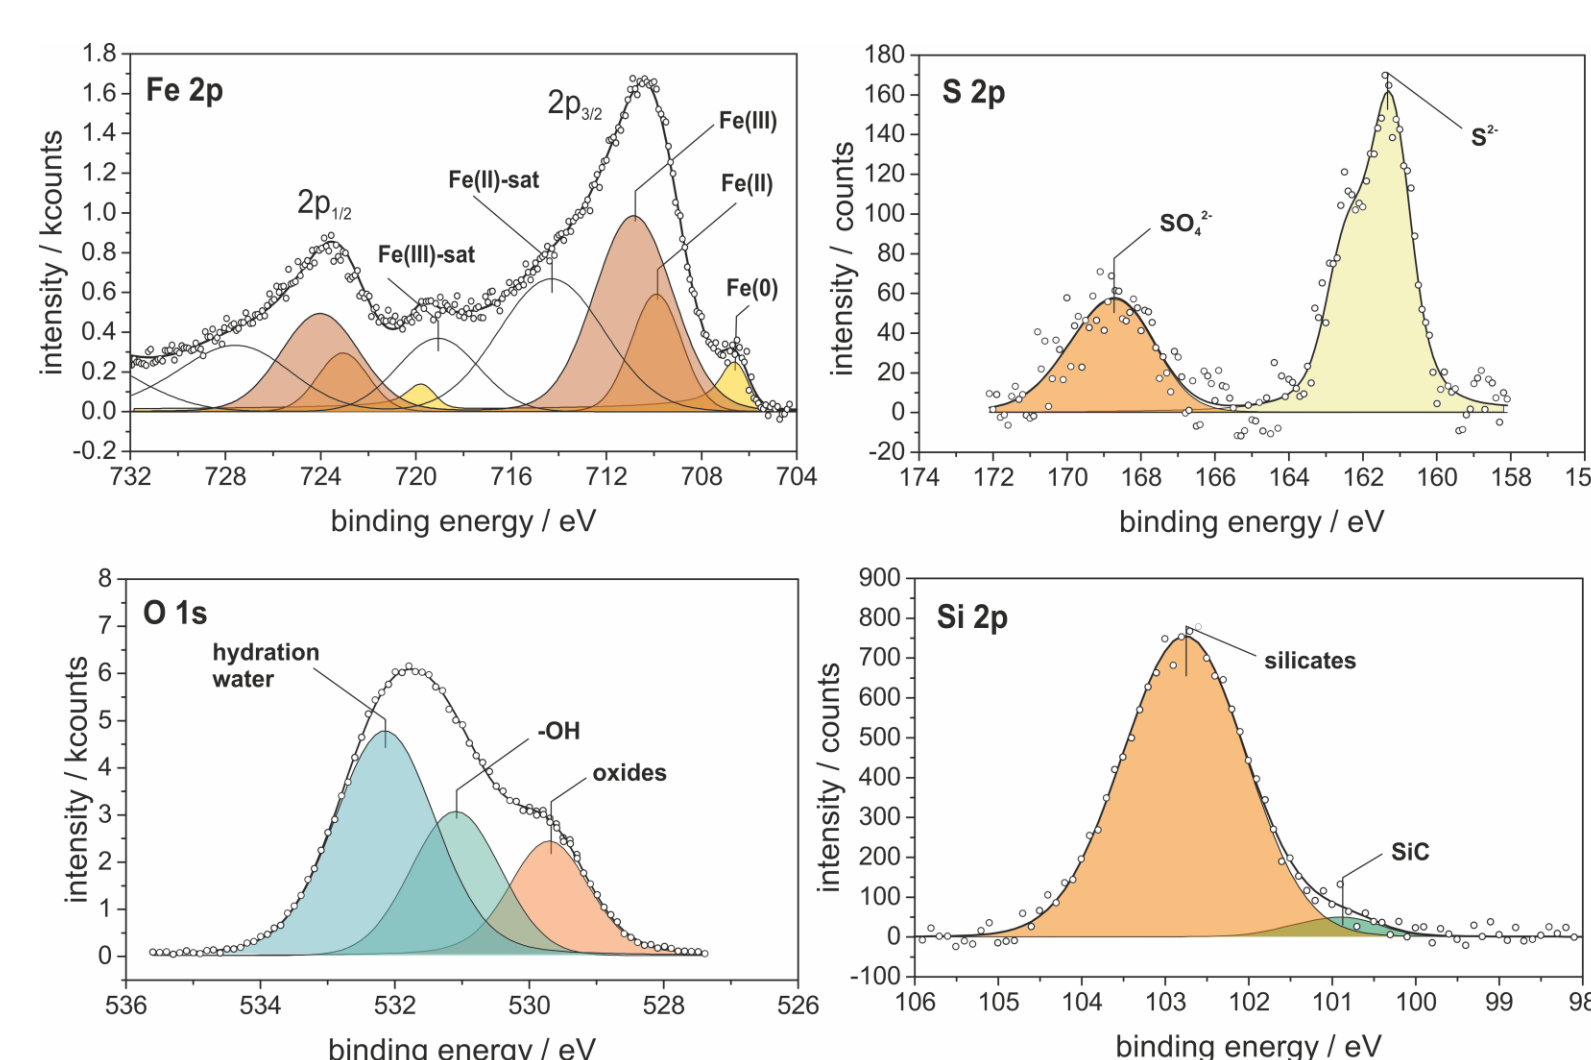 Fe 2p
2p1/2
2p3/2
Fe(III)
Fe(II)
Fe(II)-sat
Fe(III)-sat
Fe(0)
intensity / kcounts
1.8
1.6
1.4
1.2
1.0
0.8
0.6
0.4
0.2
0.0
-0.2
732 728 724 720 716 712 708 704
binding energy / eV
S 2p
S2-
SO42-
intensity / counts
180
160
140
120
100
80
60
40
20
0
-20
174 172 170 168 166 164 162 160 158 15
binding energy / eV
O 1s
hydration
water
-OH
oxides
intensity / kcounts
8
7
6
5
4
3
2
1
0
536 534 532 530 528 526
binding energy / eV
Si 2p
silicates
SiC
intensity / counts
900
800
700
600
500
400
300
200
100
0
-100
106 105 104 103 102 101 100 99 98
binding energy / eV